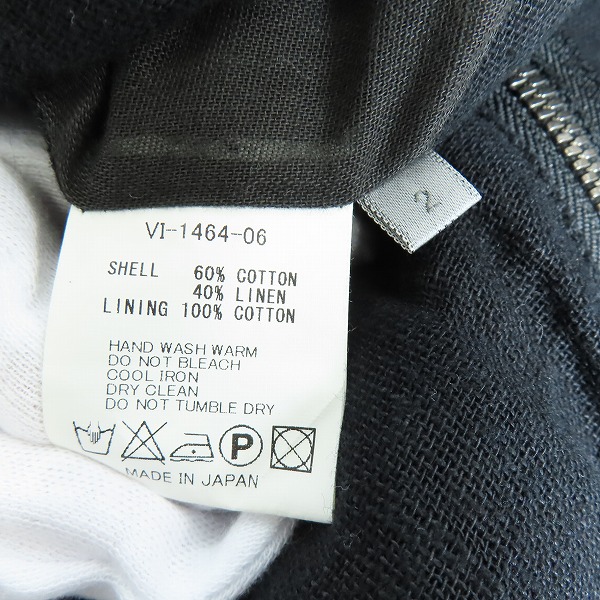 2
VI-1464-06
SHELL 60% COTTON
40% LINEN
LINING 100% COTTON
HAND WASH WARM
DO NOT BLEACH
COOL IRON
DRY CLEAN
DO NOT TUMBLE DRY
P
MADE IN JAPAN